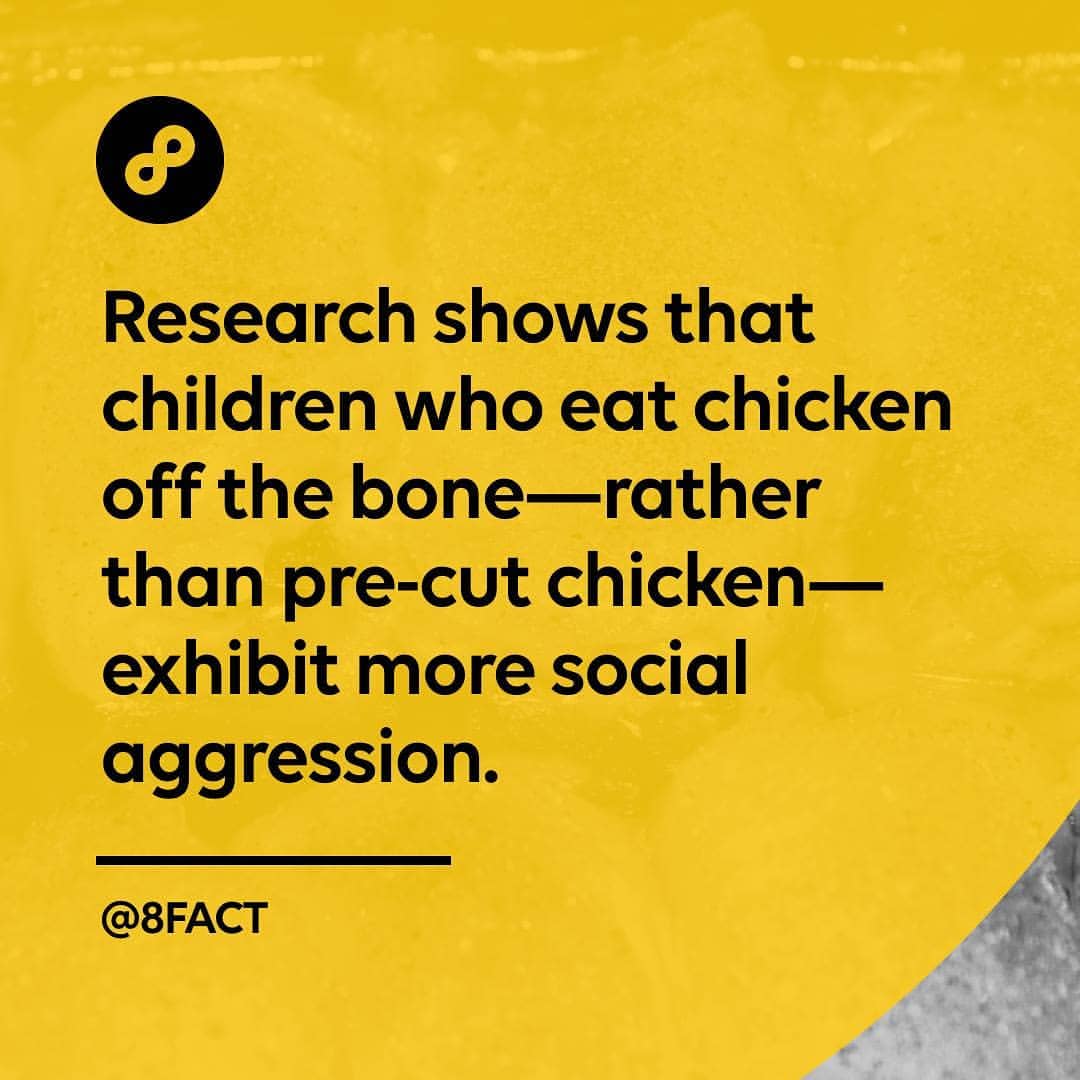 Research shows that
children who eat chicken
off the bone—rather
than pre-cut chicken—
exhibit more social
aggression.
@8FACT